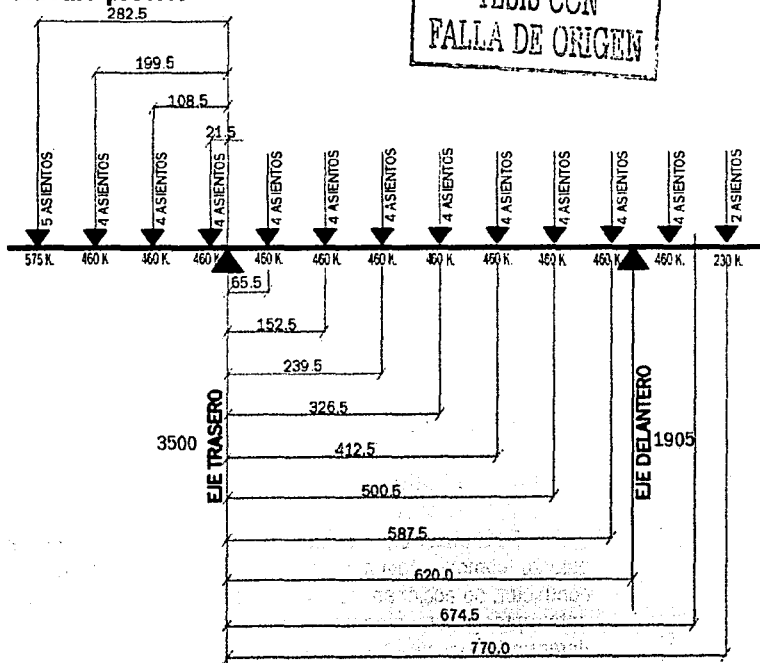 282.5
TESIS CON
FALLA DE ORIGEN
199.5
108.5
21.5
5 ASIENTOS
4 ASIENTOS
4 ASIENTOS
4 ASIENTOS
4 ASIENTOS
4 ASIENTOS
4 ASIENTOS
4 ASIENTOS
4 ASIENTOS
4 ASIENTOS
4 ASIENTOS
4 ASIENTOS
2 ASIENTOS
575 K. 460 K. 460 K. 460 K. 460 K. 460 K. 460 K. 460 K. 460 K. 460 K. 460 K. 460 K. 230 K.
65.5
152.5
239.5
326.5
3500
EJE TRASERO
412.5
EJE DELANTERO
1905
500.5
587.5
620.0
674.5
770.0